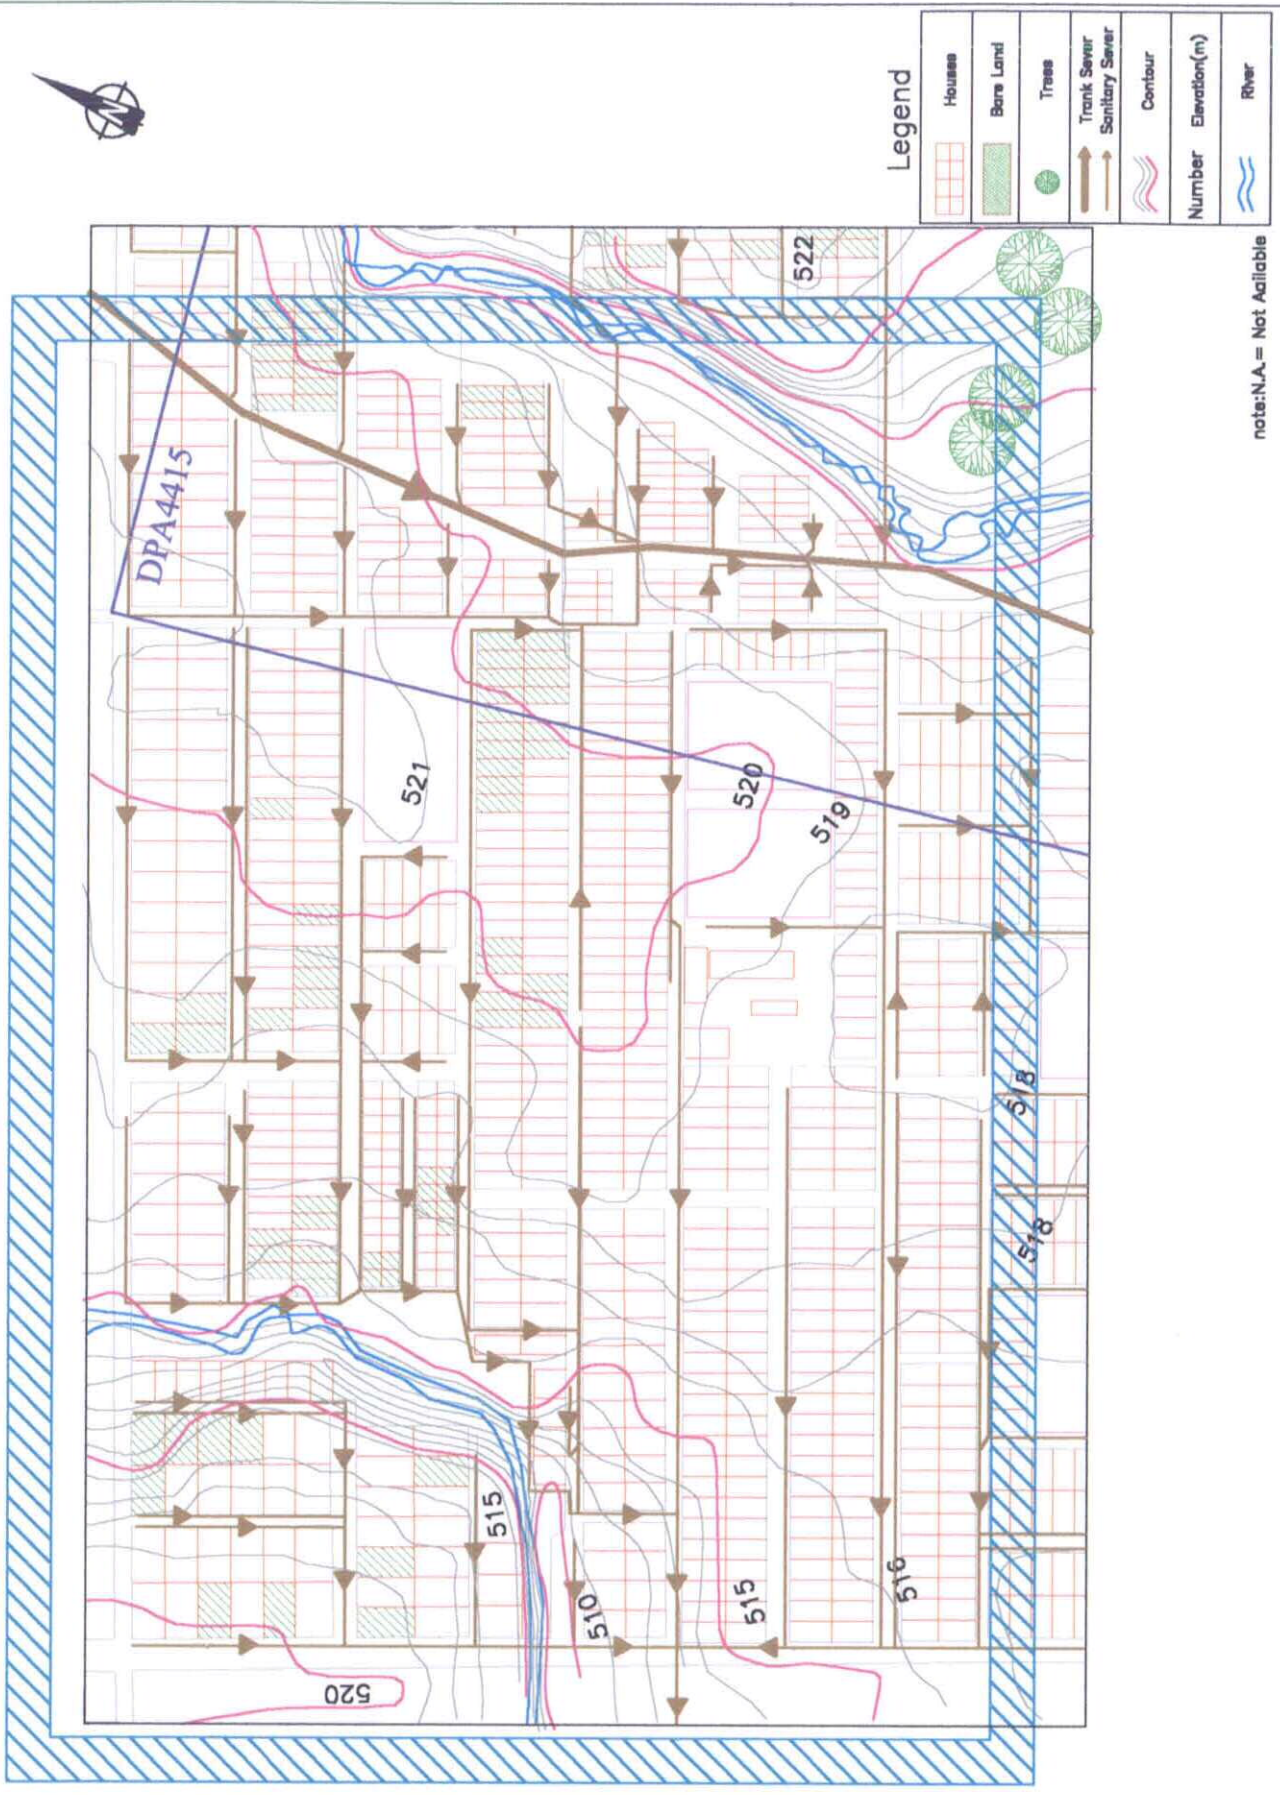 N
Legend
Houses
Bare Land
Trees
Trank Sewer
Sanitary Sewer
Contour
Number Elevation(m)
River
note:N.A.= Not Aailable
DPA4415
522
521
520
519
518
518
515
510
515
516
520